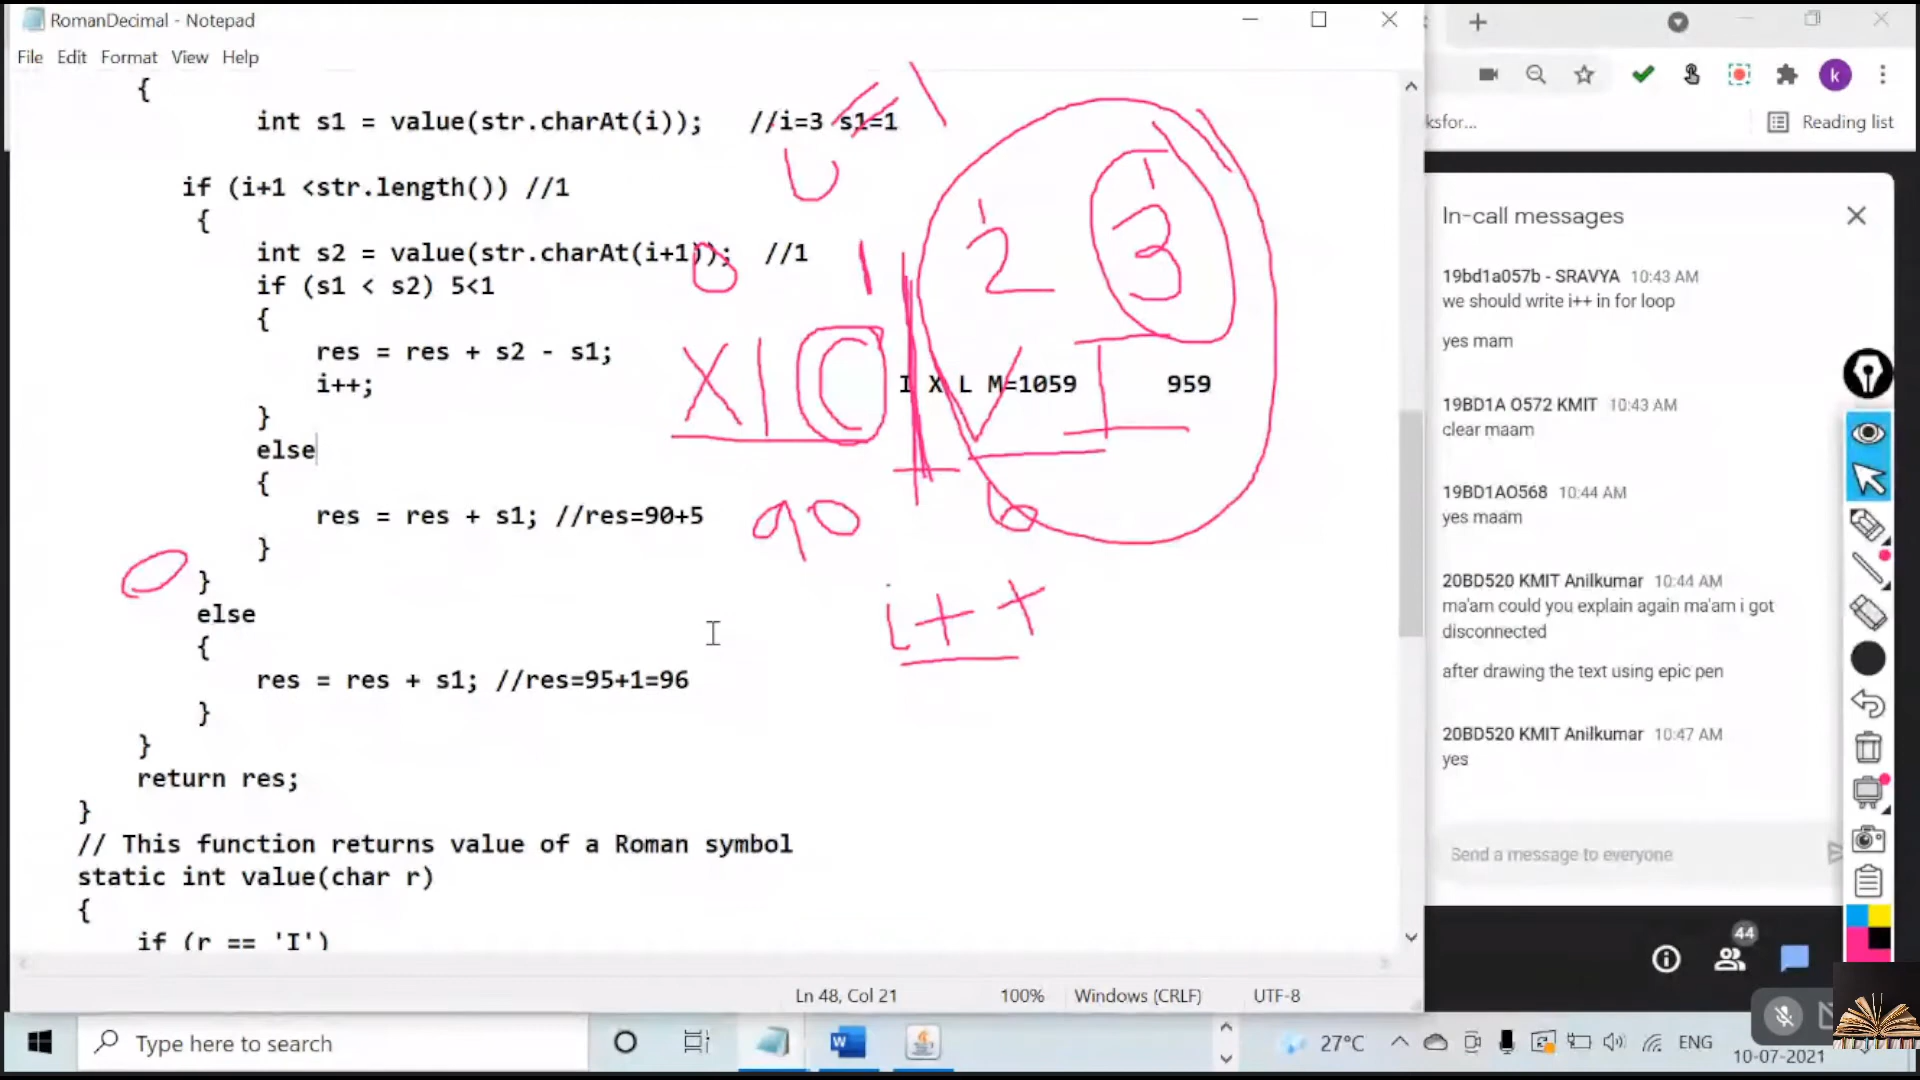 RomanDecimal - Notepad
File Edit Format View Help
{
int s1 = value(str.charAt(i)); //i=3 s1=1
if (i+1 <str.length()) //1
{
int s2 = value(str.charAt(i+1)); //1
if (s1 < s2) 5<1
{
res = res + s2 - s1;
i++;
I X L M=1059 959
}
else
{
res = res + s1; //res=90+5
}
}
else
{
res = res + s1; //res=95+1=96
}
}
return res;
}
// This function returns value of a Roman symbol
static int value(char r)
{
if (r == 'I')
0 1 2 3
X C V I
90
i++
Ln 48, Col 21 100% Windows (CRLF) UTF-8
k
ksfor... Reading list
In-call messages
19bd1a057b - SRAVYA 10:43 AM
we should write i++ in for loop
yes mam
19BD1A O572 KMIT 10:43 AM
clear maam
19BD1AO568 10:44 AM
yes maam
20BD520 KMIT Anilkumar 10:44 AM
ma'am could you explain again ma'am i got
disconnected
after drawing the text using epic pen
20BD520 KMIT Anilkumar 10:47 AM
yes
Send a message to everyone
44
Type here to search
W
27°C ENG
10-07-2021